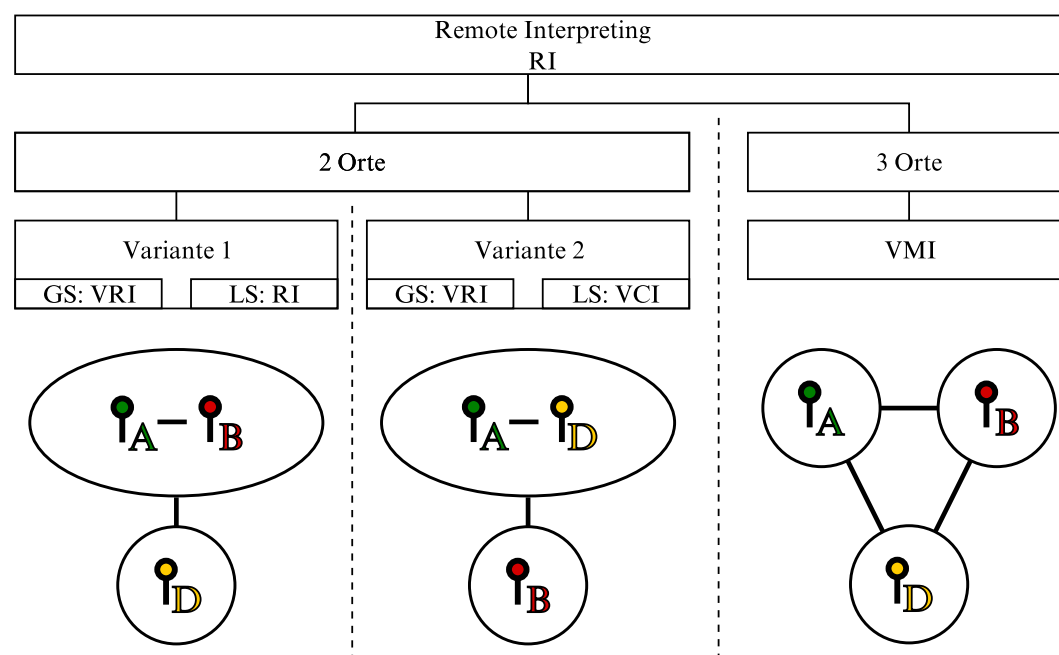 Remote Interpreting
RI
2 Orte
3 Orte
Variante 1
Variante 2
VMI
GS: VRI
LS: RI
GS: VRI
LS: VCI
A
B
A
D
A
B
D
B
D